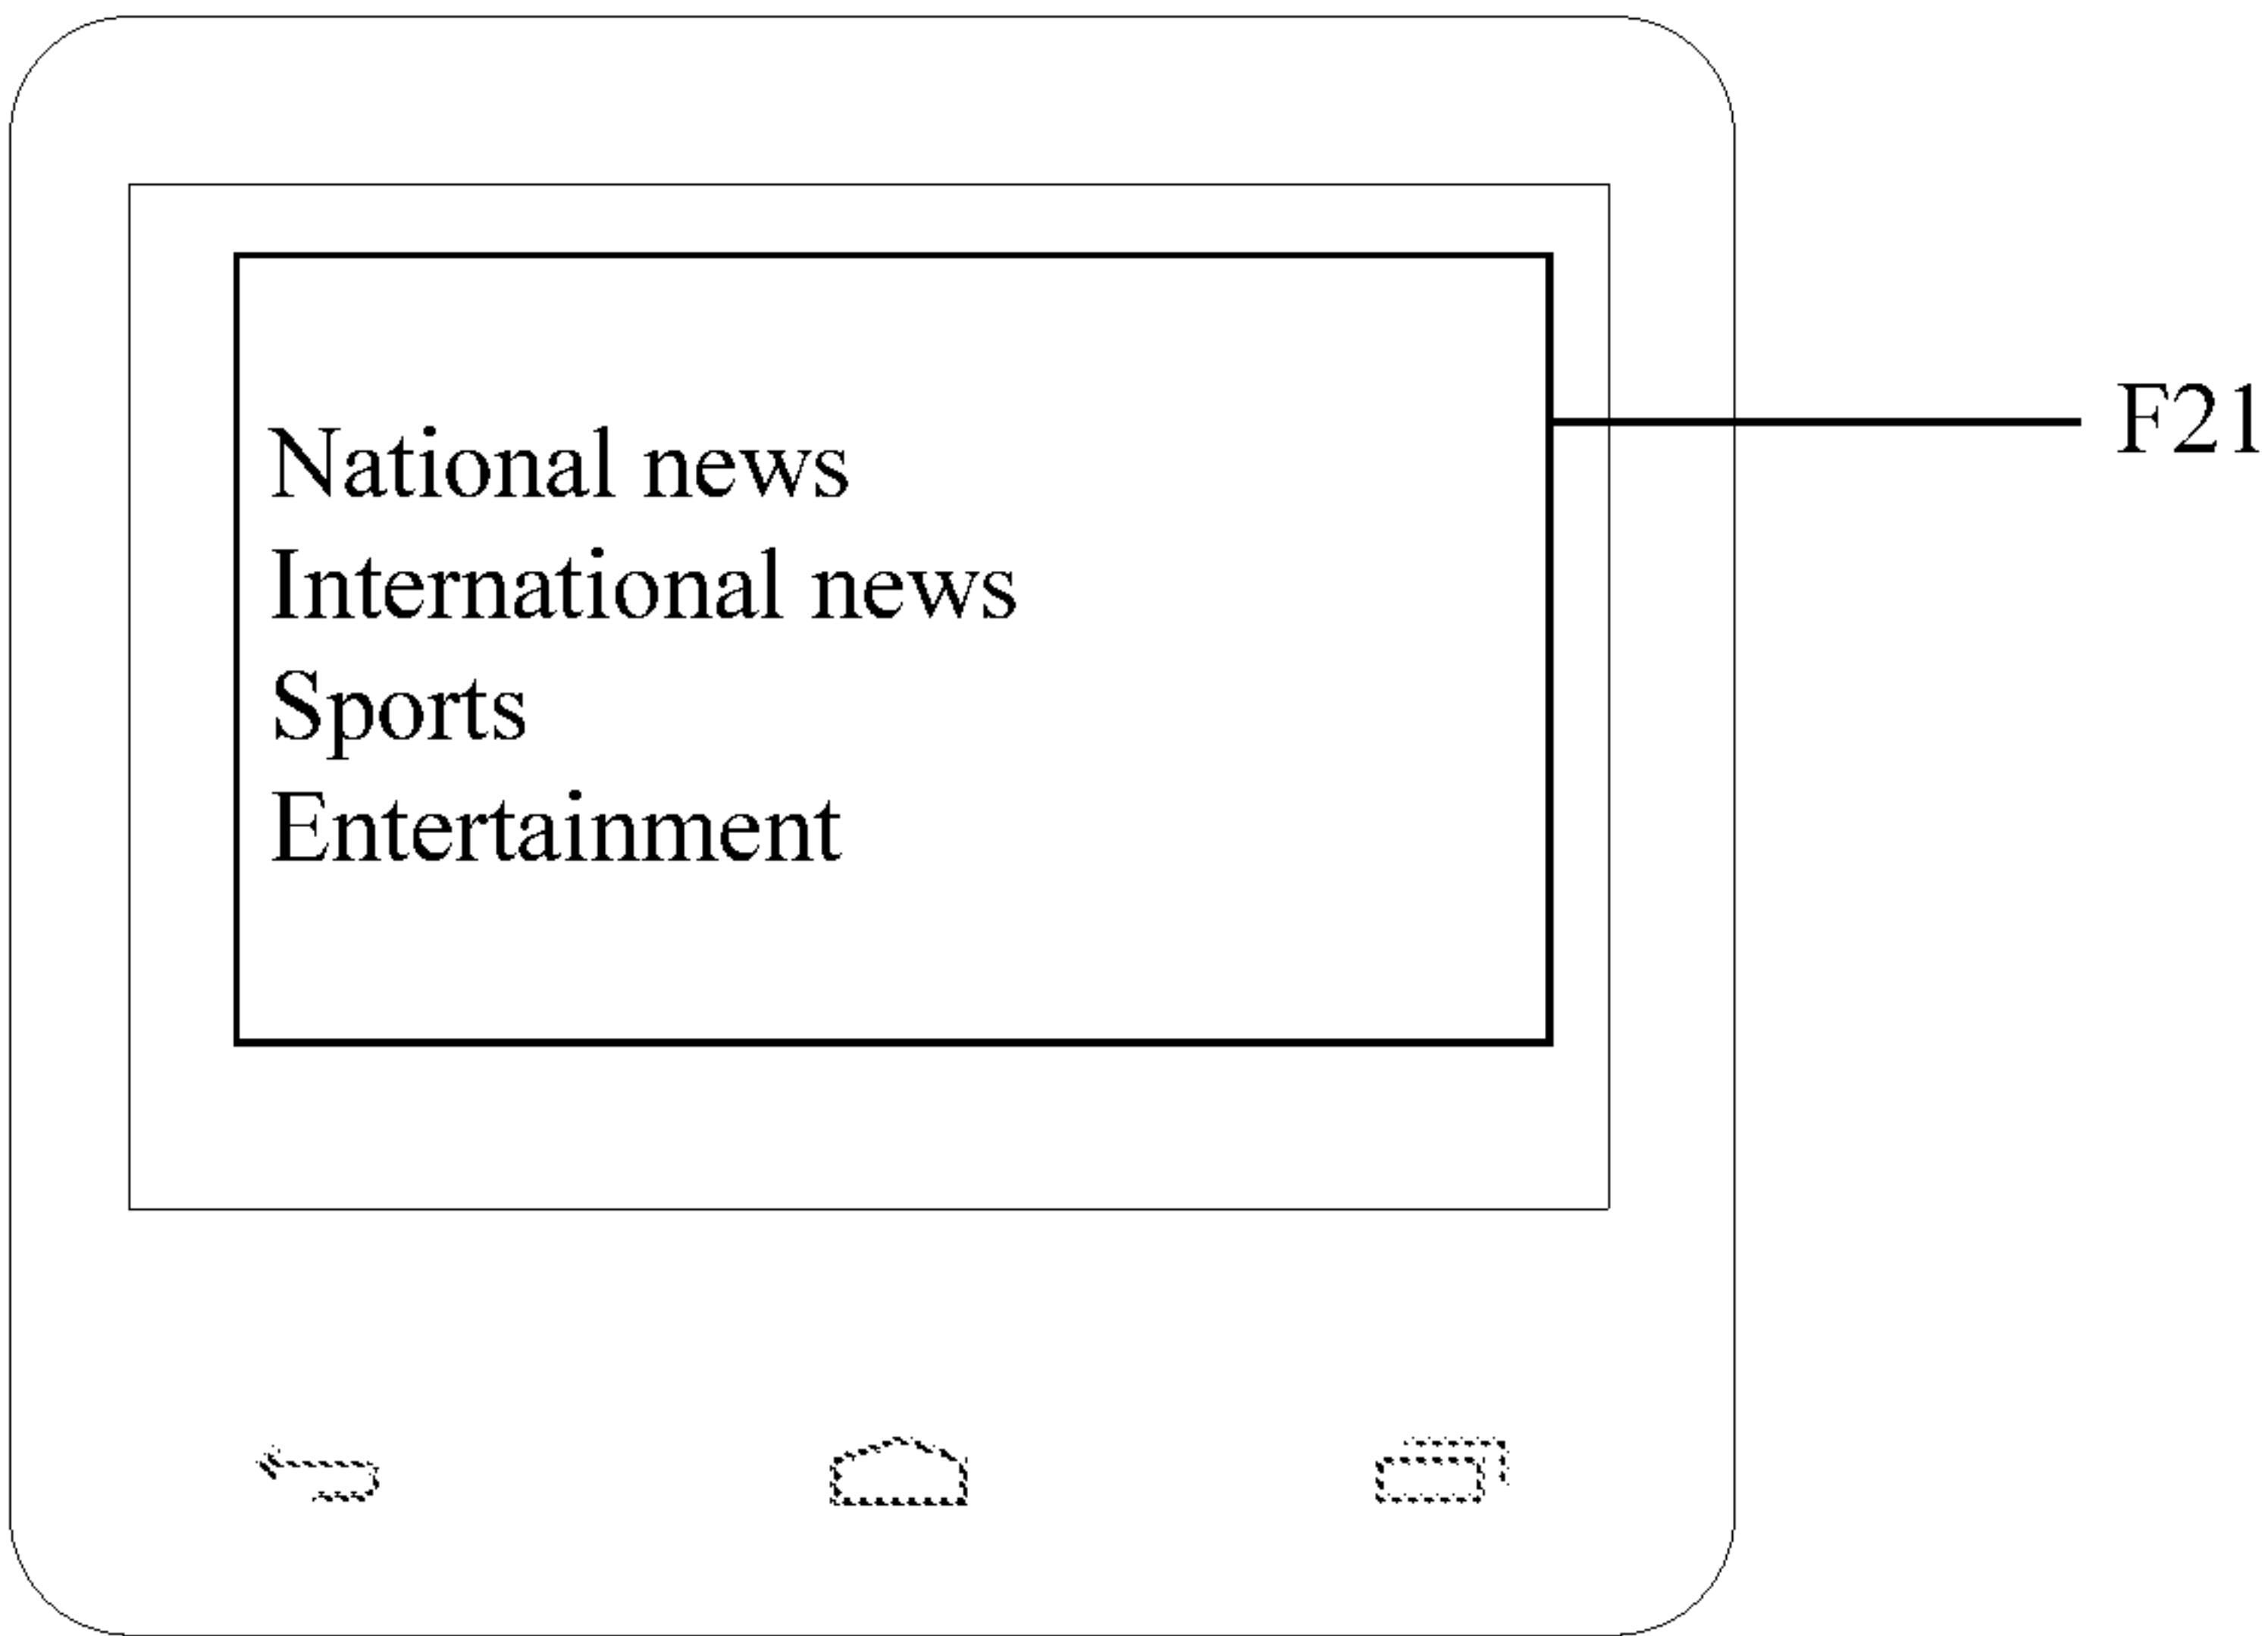 National news
International news
Sports
Entertainment
F21